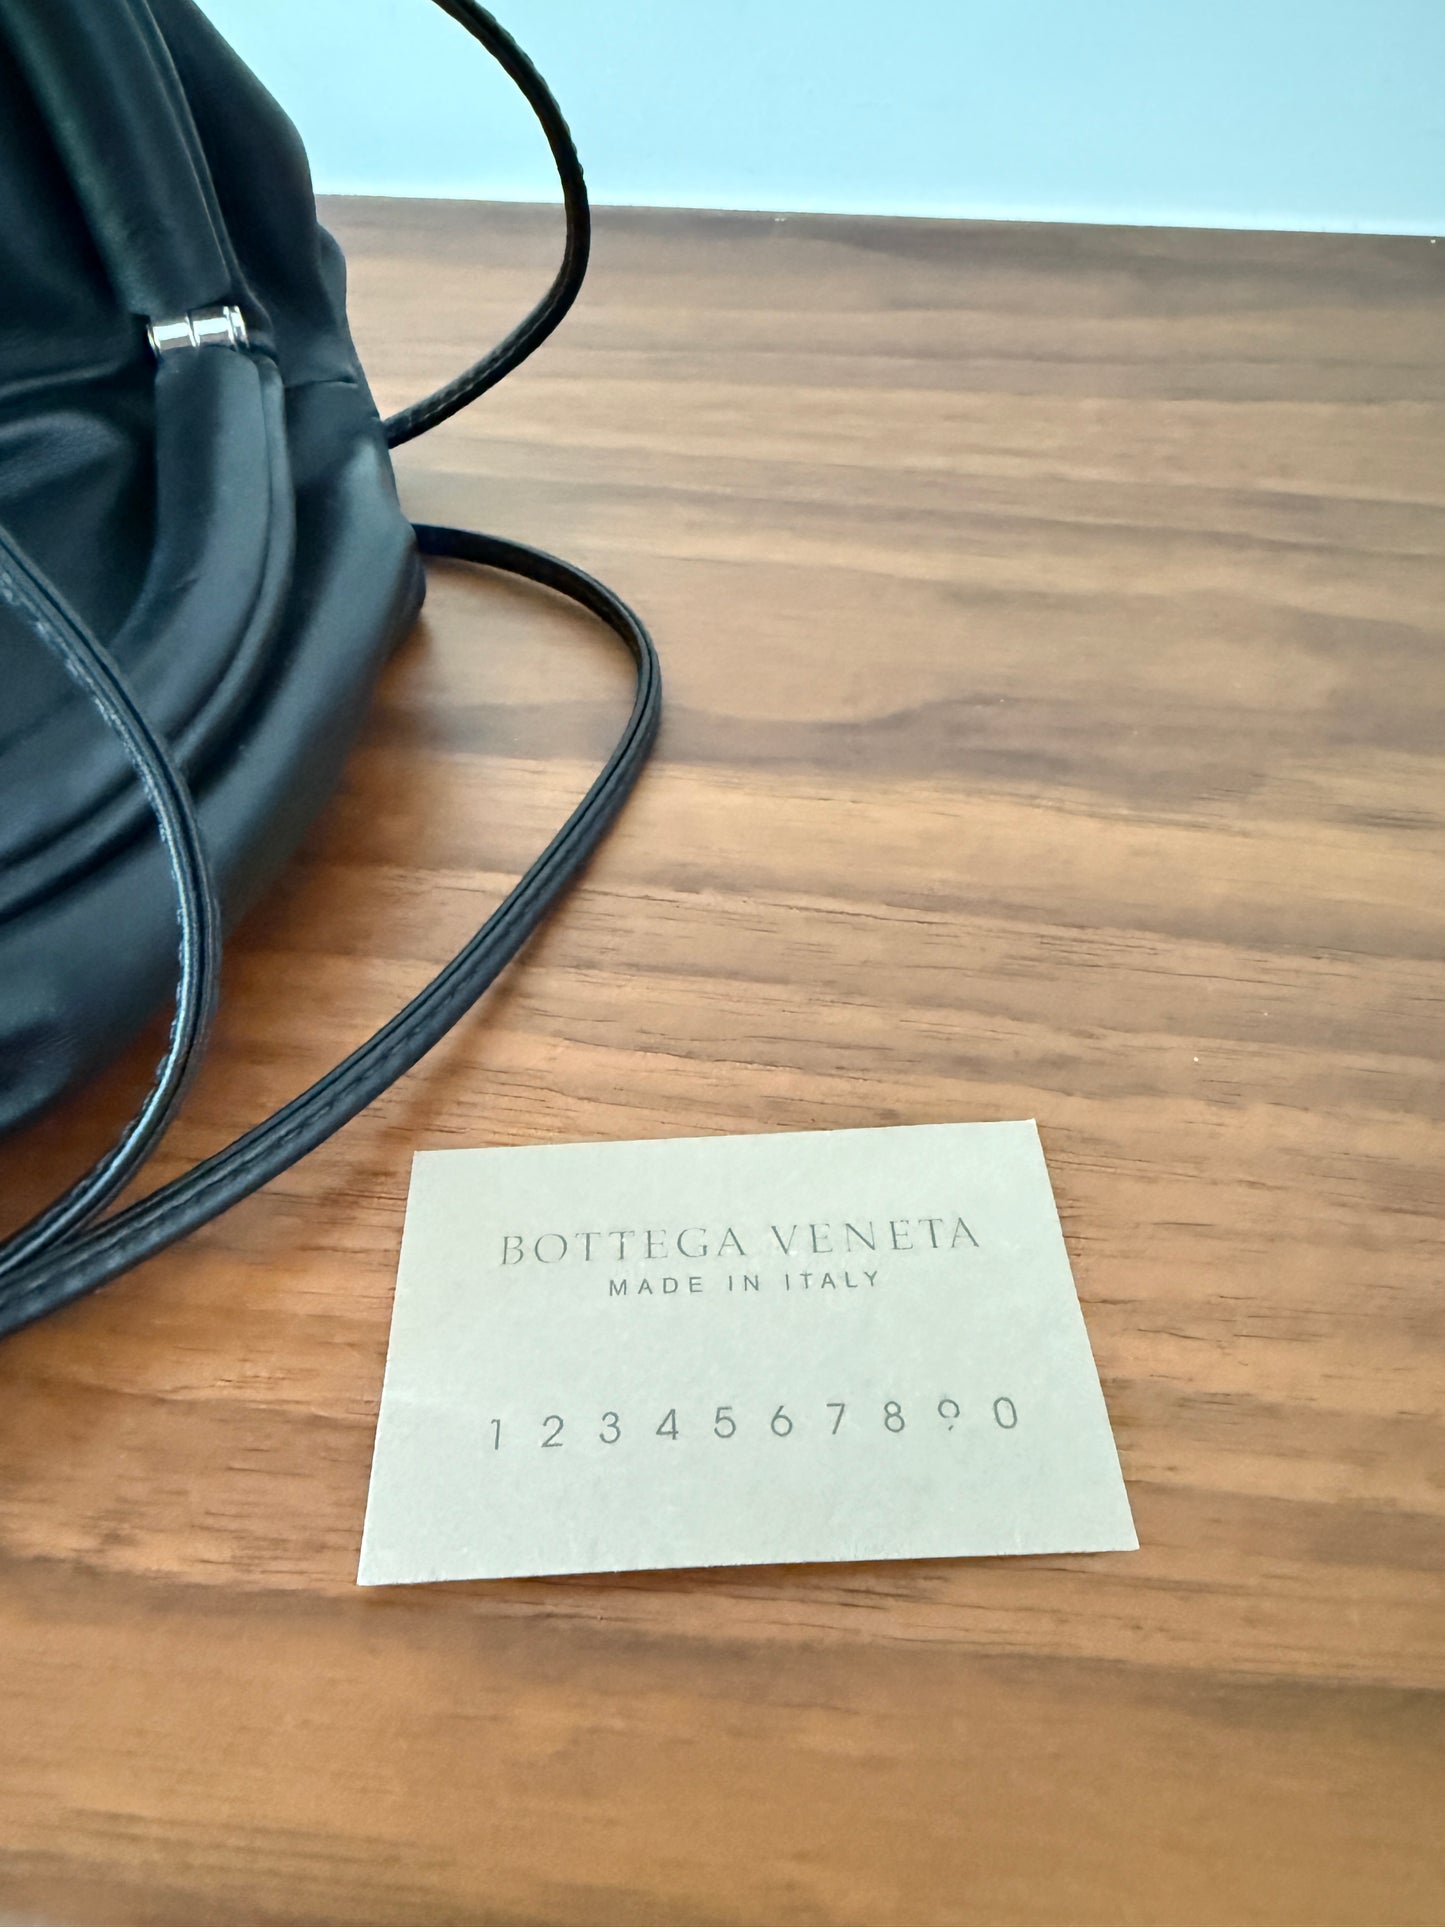 BOTTEGA VENETA
MADE IN ITALY
1 2 3 4 5 6 7 8 9 0